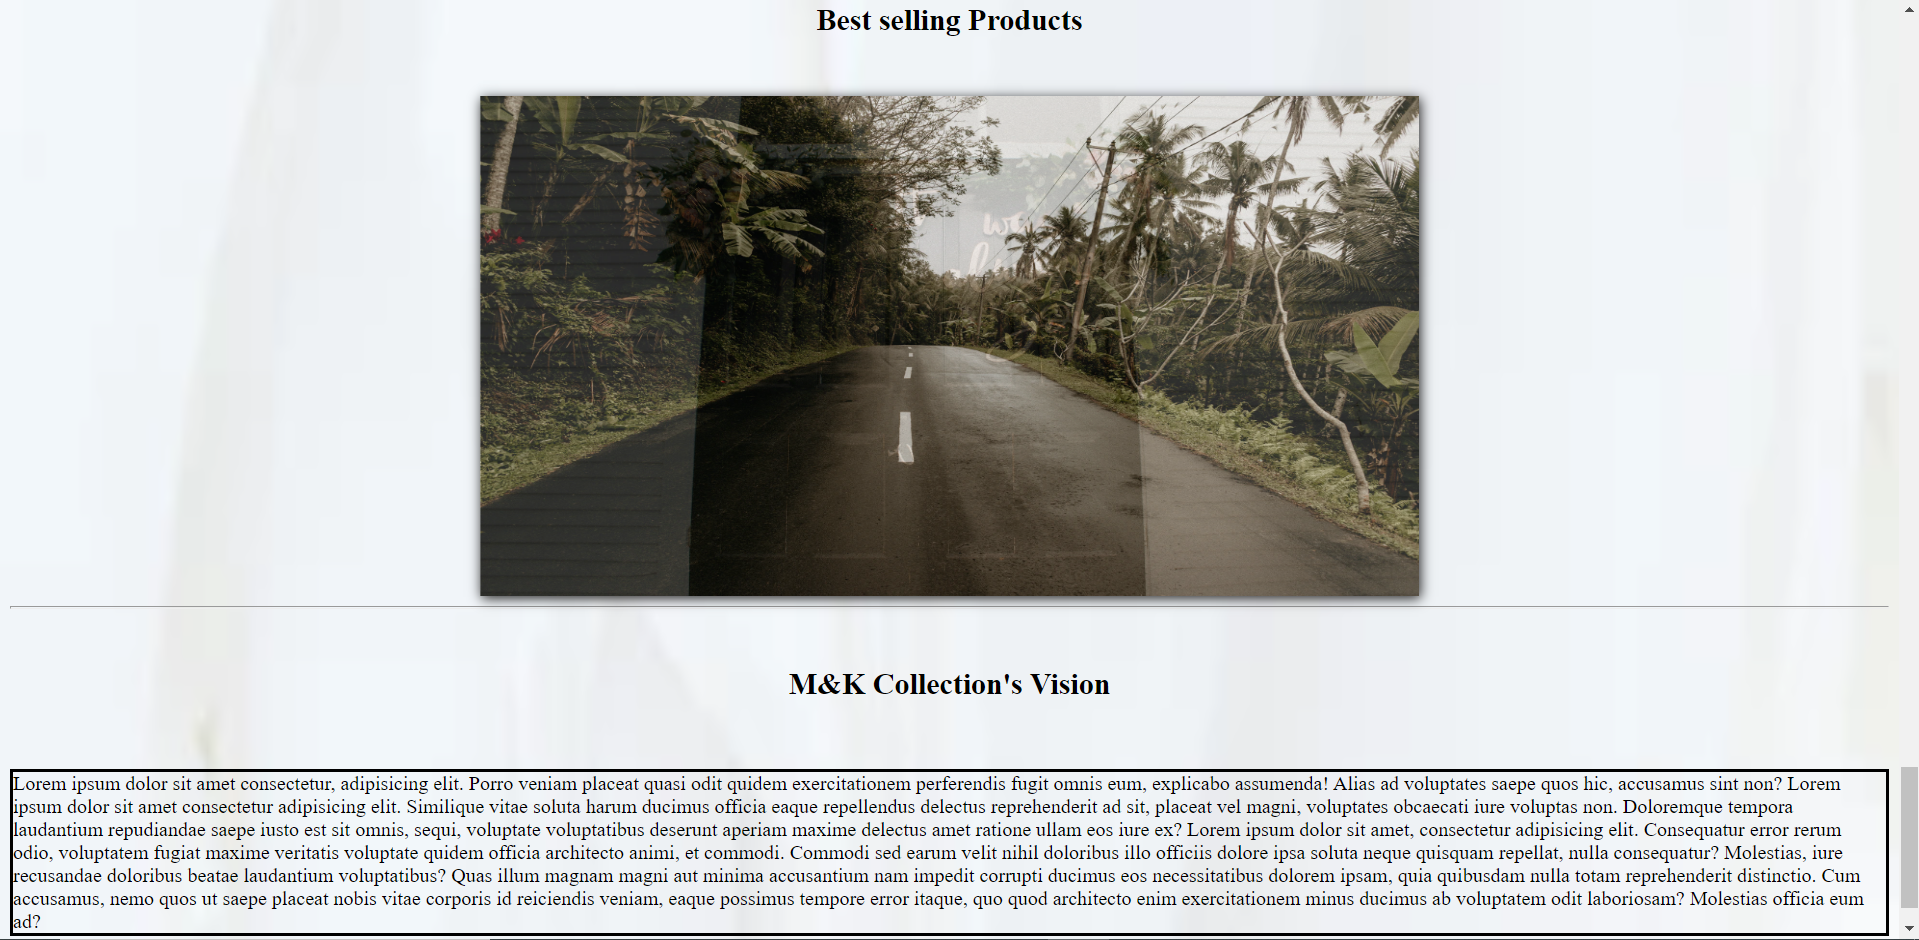 Best selling Products
we
M&K Collection's Vision
Lorem ipsum dolor sit amet consectetur, adipisicing elit. Porro veniam placeat quasi odit quidem exercitationem perferendis fugit omnis eum, explicabo assumenda! Alias ad voluptates saepe quos hic, accusamus sint non? Lorem
ipsum dolor sit amet consectetur adipisicing elit. Similique vitae soluta harum ducimus officia eaque repellendus delectus reprehenderit ad sit, placeat vel magni, voluptates obcaecati iure voluptas non. Doloremque tempora
laudantium repudiandae saepe iusto est sit omnis, sequi, voluptate voluptatibus deserunt aperiam maxime delectus amet ratione ullam eos iure ex? Lorem ipsum dolor sit amet, consectetur adipisicing elit. Consequatur error rerum
odio, voluptatem fugiat maxime veritatis voluptate quidem officia architecto animi, et commodi. Commodi sed earum velit nihil doloribus illo officiis dolore ipsa soluta neque quisquam repellat, nulla consequatur? Molestias, iure
recusandae doloribus beatae laudantium voluptatibus? Quas illum magnam magni aut minima accusantium nam impedit corrupti ducimus eos necessitatibus dolorem ipsam, quia quibusdam nulla totam reprehenderit distinctio. Cum
accusamus, nemo quos ut saepe placeat nobis vitae corporis id reiciendis veniam, eaque possimus tempore error itaque, quo quod architecto enim exercitationem minus ducimus ab voluptatem odit laboriosam? Molestias officia eum
ad?